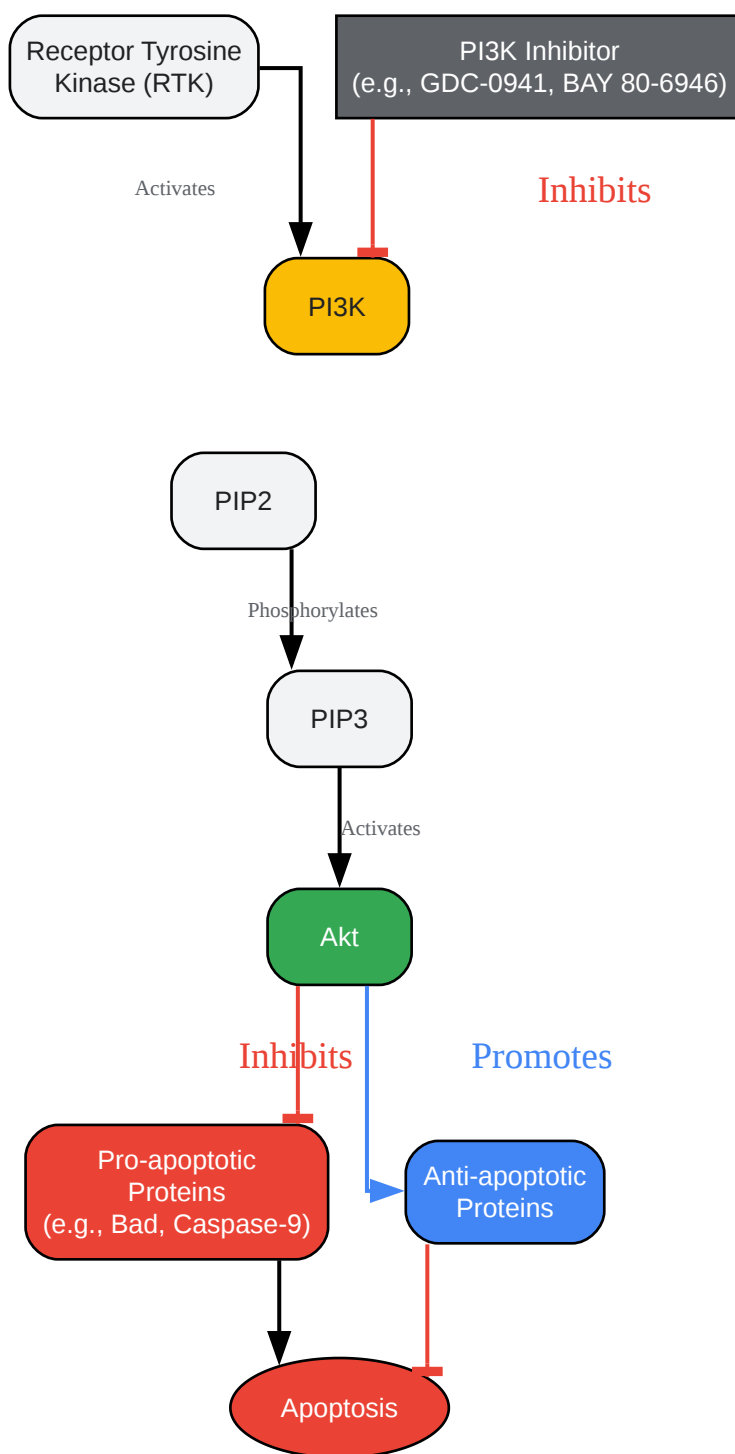 Receptor Tyrosine
Kinase (RTK)
PI3K Inhibitor
(e.g., GDC-0941, BAY 80-6946)
Activates
Inhibits
PI3K
PIP2
Phosphorylates
PIP3
Activates
Akt
Inhibits
Promotes
Pro-apoptotic
Proteins
(e.g., Bad, Caspase-9)
Anti-apoptotic
Proteins
Apoptosis